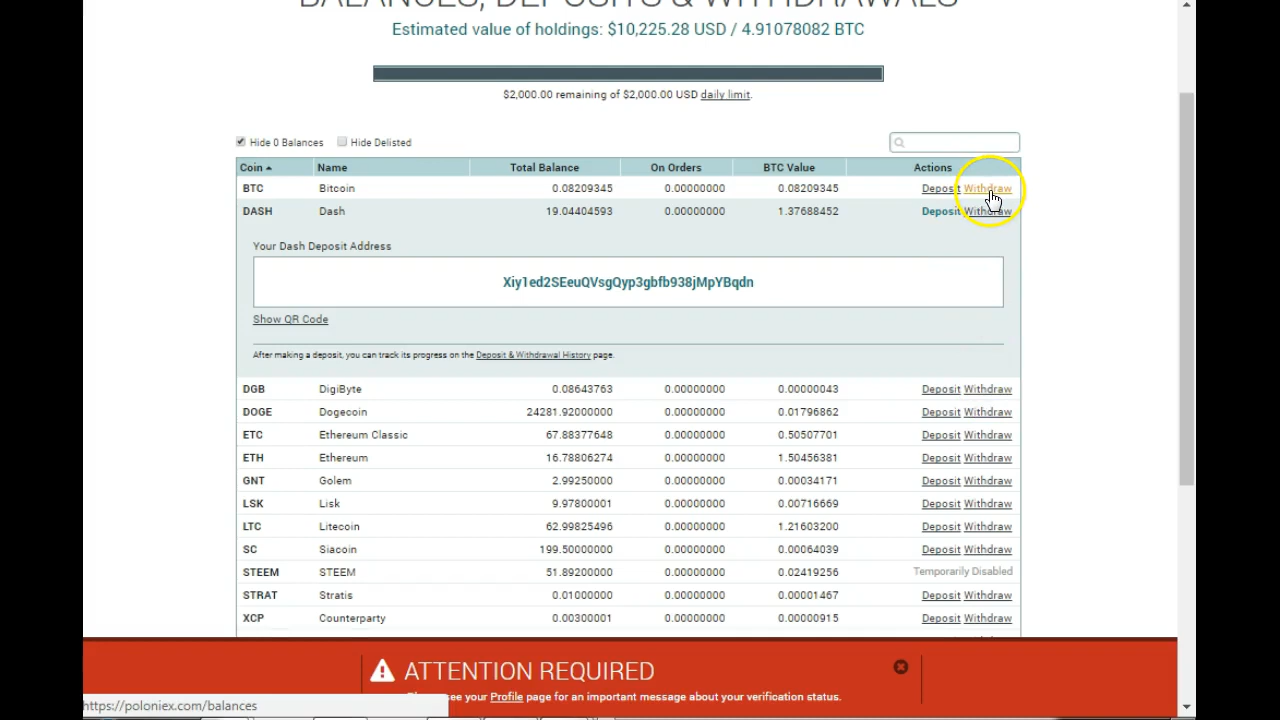 BALANCES, DEPOSITS & WITHDRAWALS
Estimated value of holdings: $10,225.28 USD / 4.91078082 BTC
$2,000.00 remaining of $2,000.00 USD daily limit.
Hide 0 Balances Hide Delisted
Coin Name Total Balance On Orders BTC Value Actions
BTC Bitcoin 0.08209345 0.00000000 0.08209345 Deposit Withdraw
DASH Dash 19.04404593 0.00000000 1.37688452 Deposit Withdraw
Your Dash Deposit Address
Xiy1ed2SEeuQVsgQyp3gbfb938jMpYBqdn
Show QR Code
After making a deposit, you can track its progress on the Deposit & Withdrawal History page.
DGB DigiByte 0.08643763 0.00000000 0.00000043 Deposit Withdraw
DOGE Dogecoin 24281.92000000 0.00000000 0.01796862 Deposit Withdraw
ETC Ethereum Classic 67.88377648 0.00000000 0.50507701 Deposit Withdraw
ETH Ethereum 16.78806274 0.00000000 1.50456381 Deposit Withdraw
GNT Golem 2.99250000 0.00000000 0.00034171 Deposit Withdraw
LSK Lisk 9.97800001 0.00000000 0.00716669 Deposit Withdraw
LTC Litecoin 62.99825496 0.00000000 1.21603200 Deposit Withdraw
SC Siacoin 199.50000000 0.00000000 0.00064039 Deposit Withdraw
STEEM STEEM 51.89200000 0.00000000 0.02419256 Temporarily Disabled
STRAT Stratis 0.01000000 0.00000000 0.00001467 Deposit Withdraw
XCP Counterparty 0.00300001 0.00000000 0.00000915 Deposit Withdraw
ATTENTION REQUIRED
see your Profile page for an important message about your verification status.
https://poloniex.com/balances